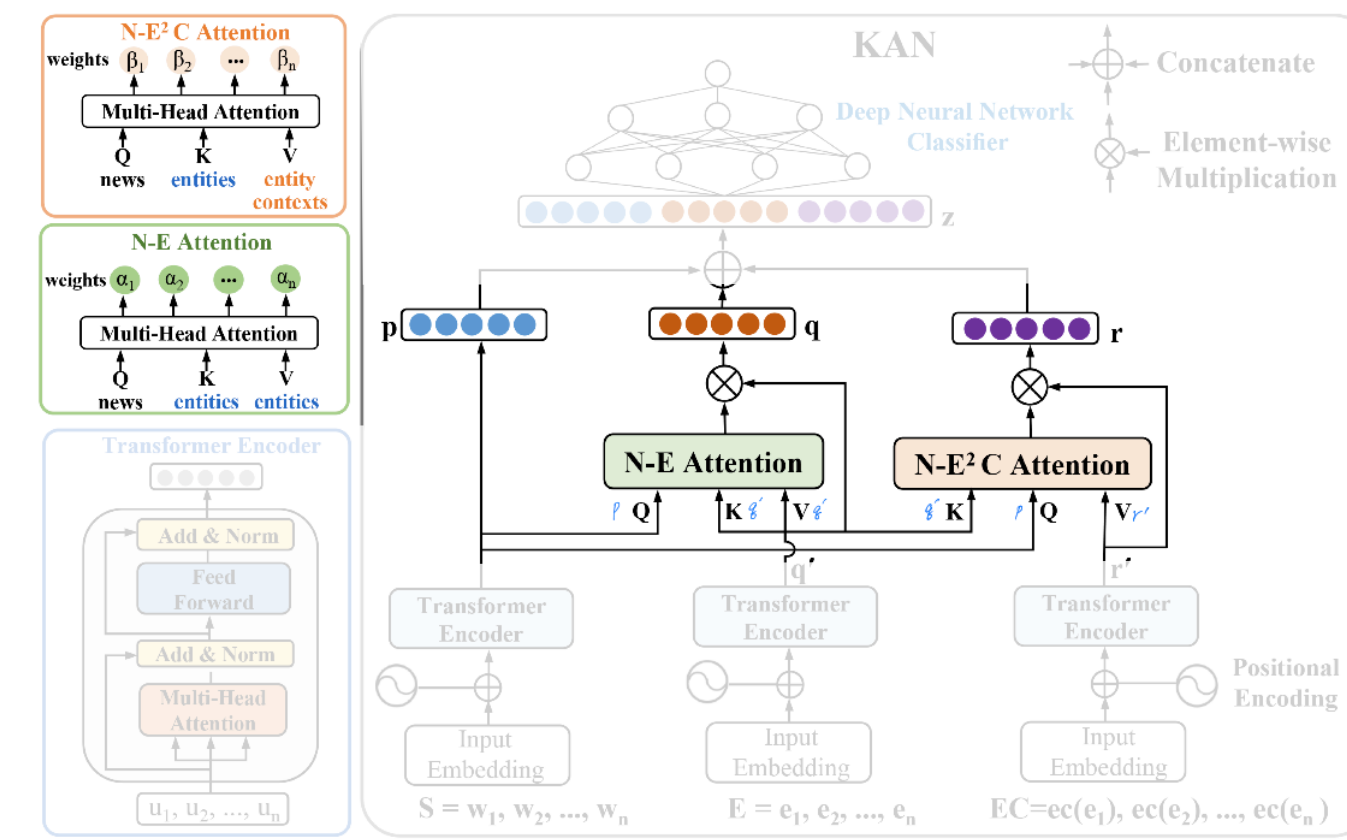 N-E² C Attention
weights β₁ β₂ ... βₙ
Multi-Head Attention
Q K V
news entities entity
contexts
N-E Attention
weights α₁ α₂ ... αₙ
Multi-Head Attention
Q K V
news entities entities
Transformer Encoder
Add & Norm
Feed
Forward
Add & Norm
Multi-Head
Attention
u₁, u₂, ..., uₙ
KAN
Concatenate
Deep Neural Network
Classifier
Element-wise
Multiplication
z
p
q
r
N-E Attention
N-E² C Attention
p Q K q′ V q′ q′ K p Q V r′
q′
r′
Transformer
Encoder
Transformer
Encoder
Transformer
Encoder
Positional
Encoding
Input
Embedding
Input
Embedding
Input
Embedding
S = w₁, w₂, ..., wₙ
E = e₁, e₂, ..., eₙ
EC=ec(e₁), ec(e₂), ..., ec(eₙ )